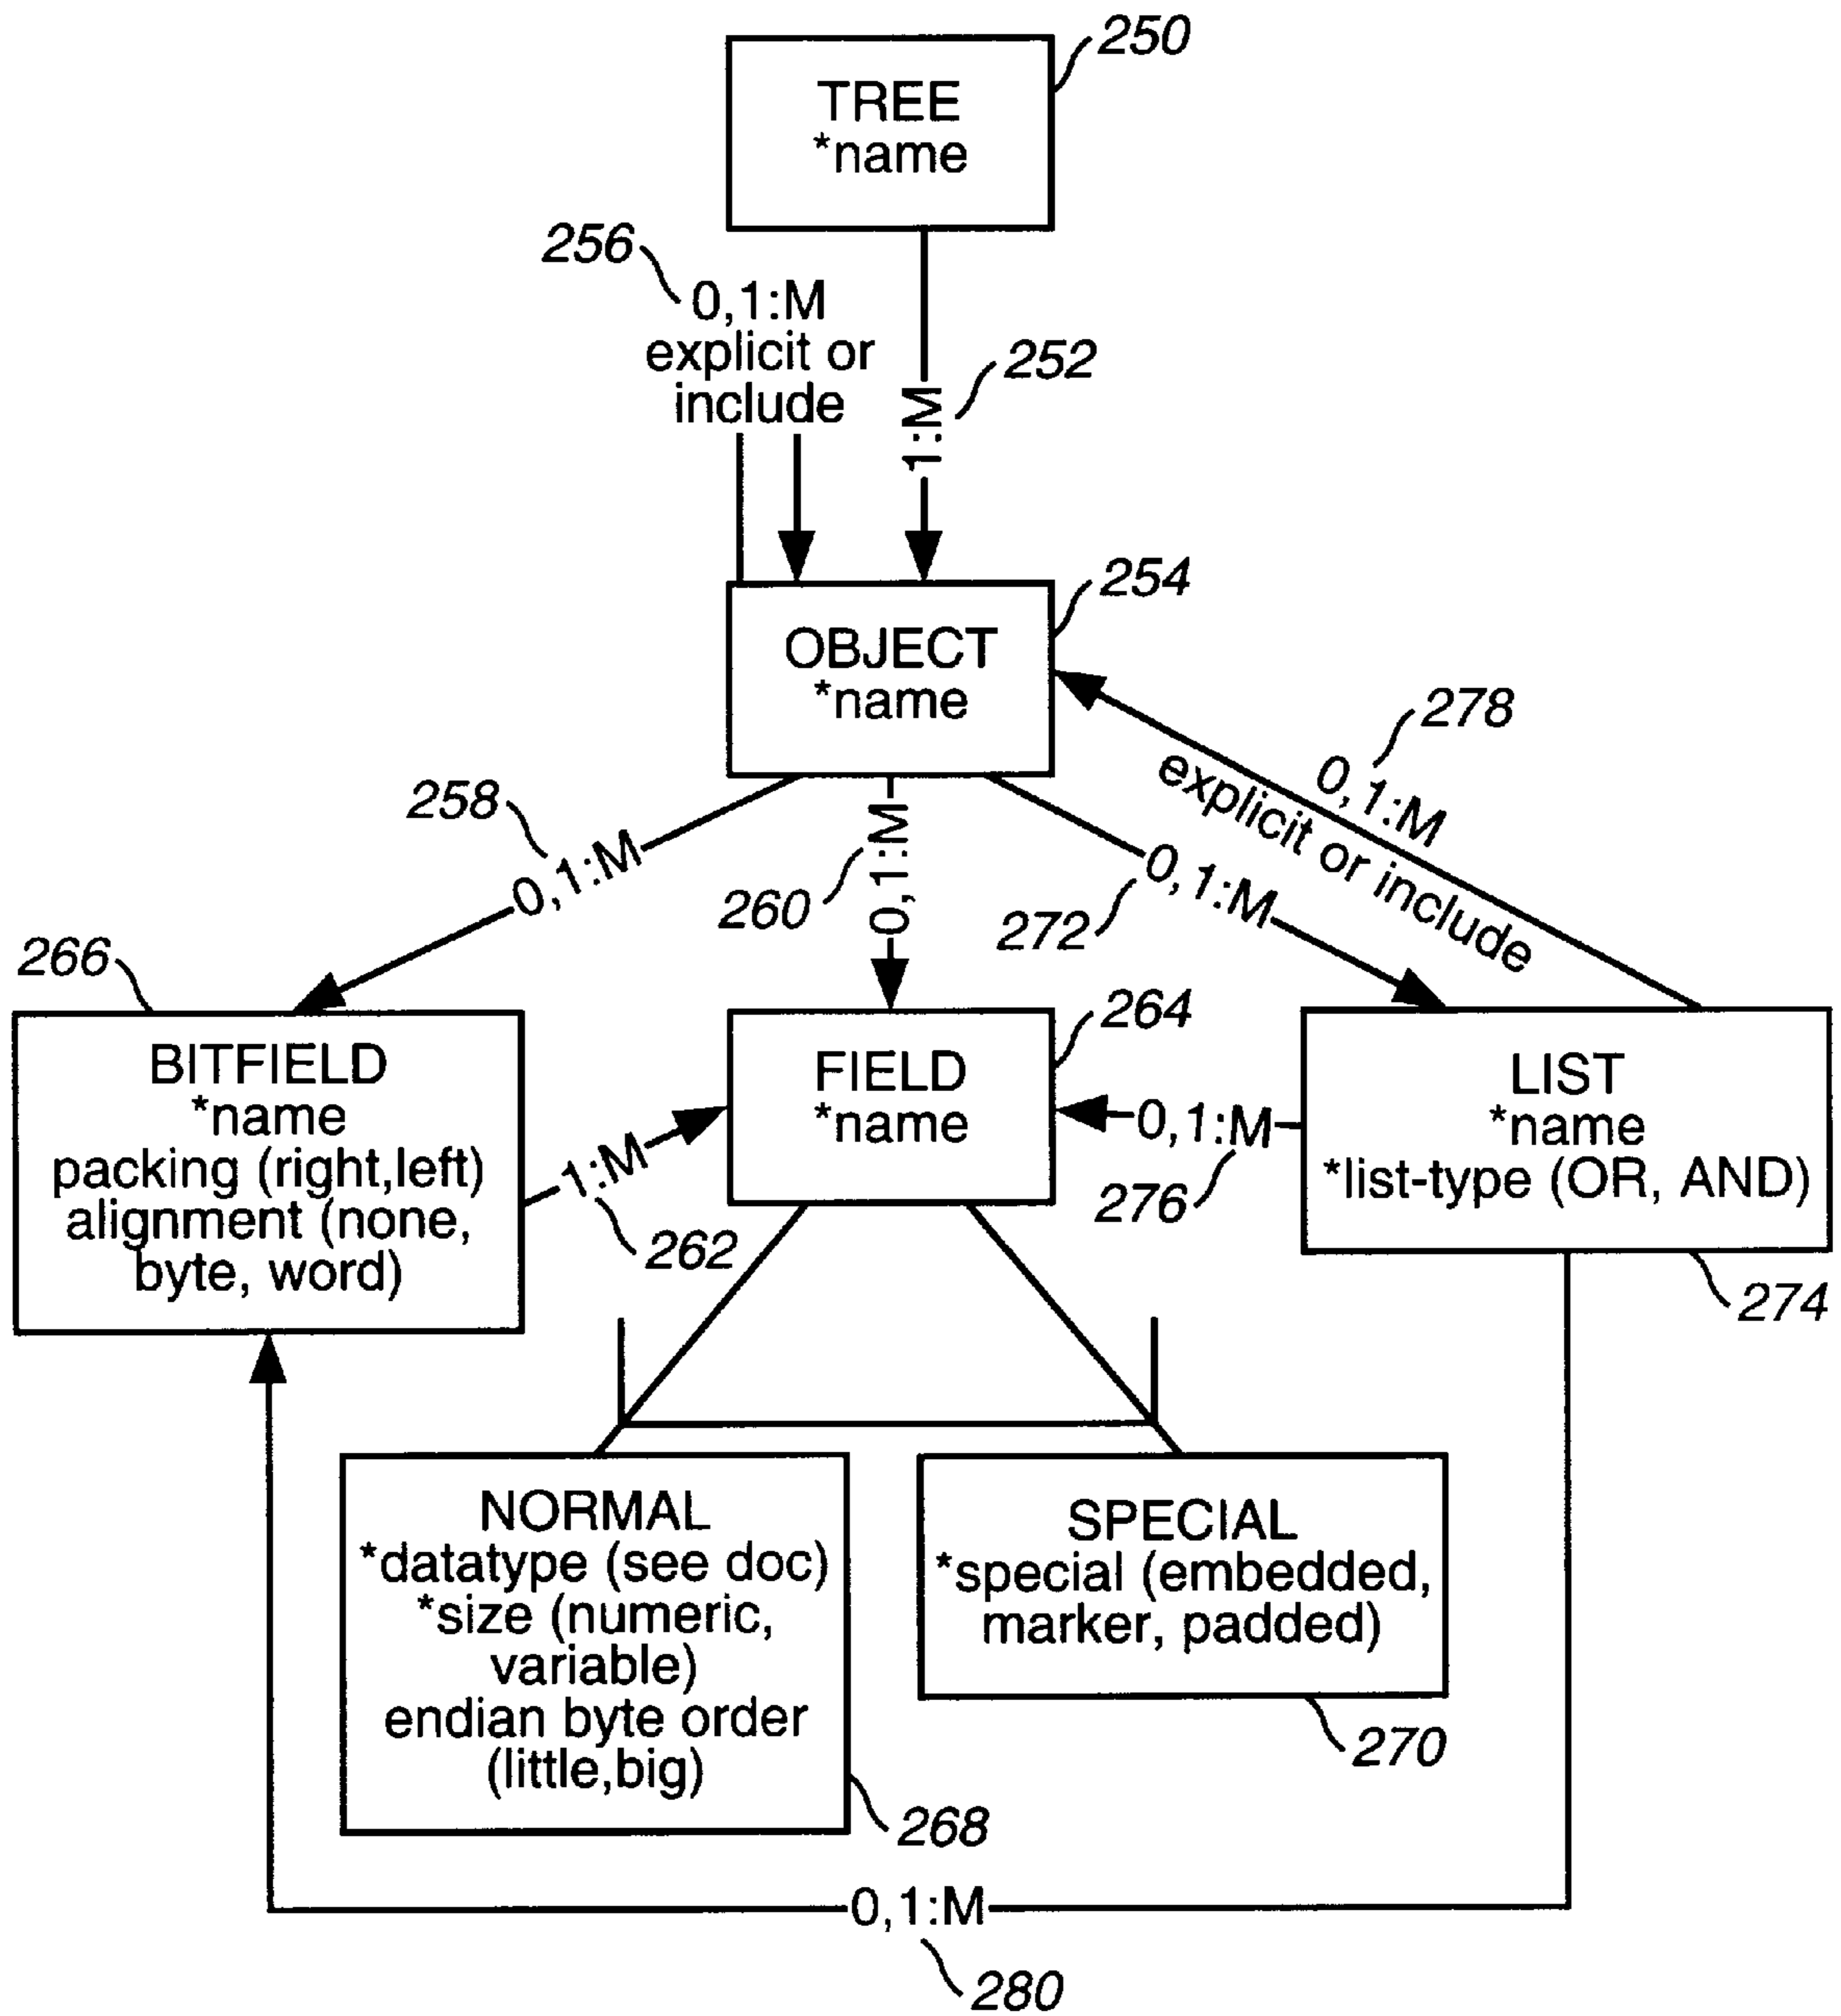 250
TREE
*name
256
0,1:M
explicit or
include
252
1:M
254
OBJECT
*name
278
0,1:M
explicit or include
258
0,1:M
260
0,1:M
272
0,1:M
266
BITFIELD
*name
packing (right,left)
alignment (none,
byte, word)
1:M
262
264
FIELD
*name
0,1:M
276
LIST
*name
*list-type (OR, AND)
274
NORMAL
*datatype (see doc)
*size (numeric,
variable)
endian byte order
(little,big)
268
SPECIAL
*special (embedded,
marker, padded)
270
0,1:M
280